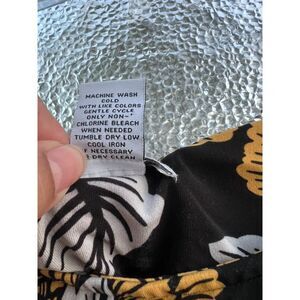 MACHINE WASH
COLD
WITH LIKE COLORS
GENTLE CYCLE
ONLY NON-
CHLORINE BLEACH
WHEN NEEDED
TUMBLE DRY LOW
COOL IRON
IF NECESSARY
DRY CLEAN